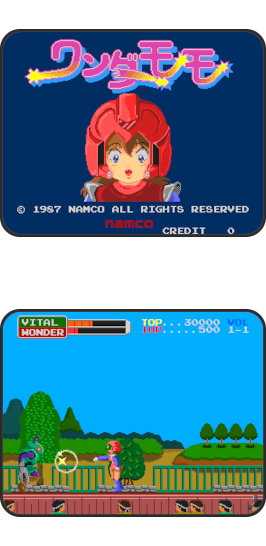 ワンダーモモ
© 1987 NAMCO ALL RIGHTS RESERVED
namco
CREDIT 0
VITAL
WONDER
TOP...30000 VOL
1UP.....500 1-1